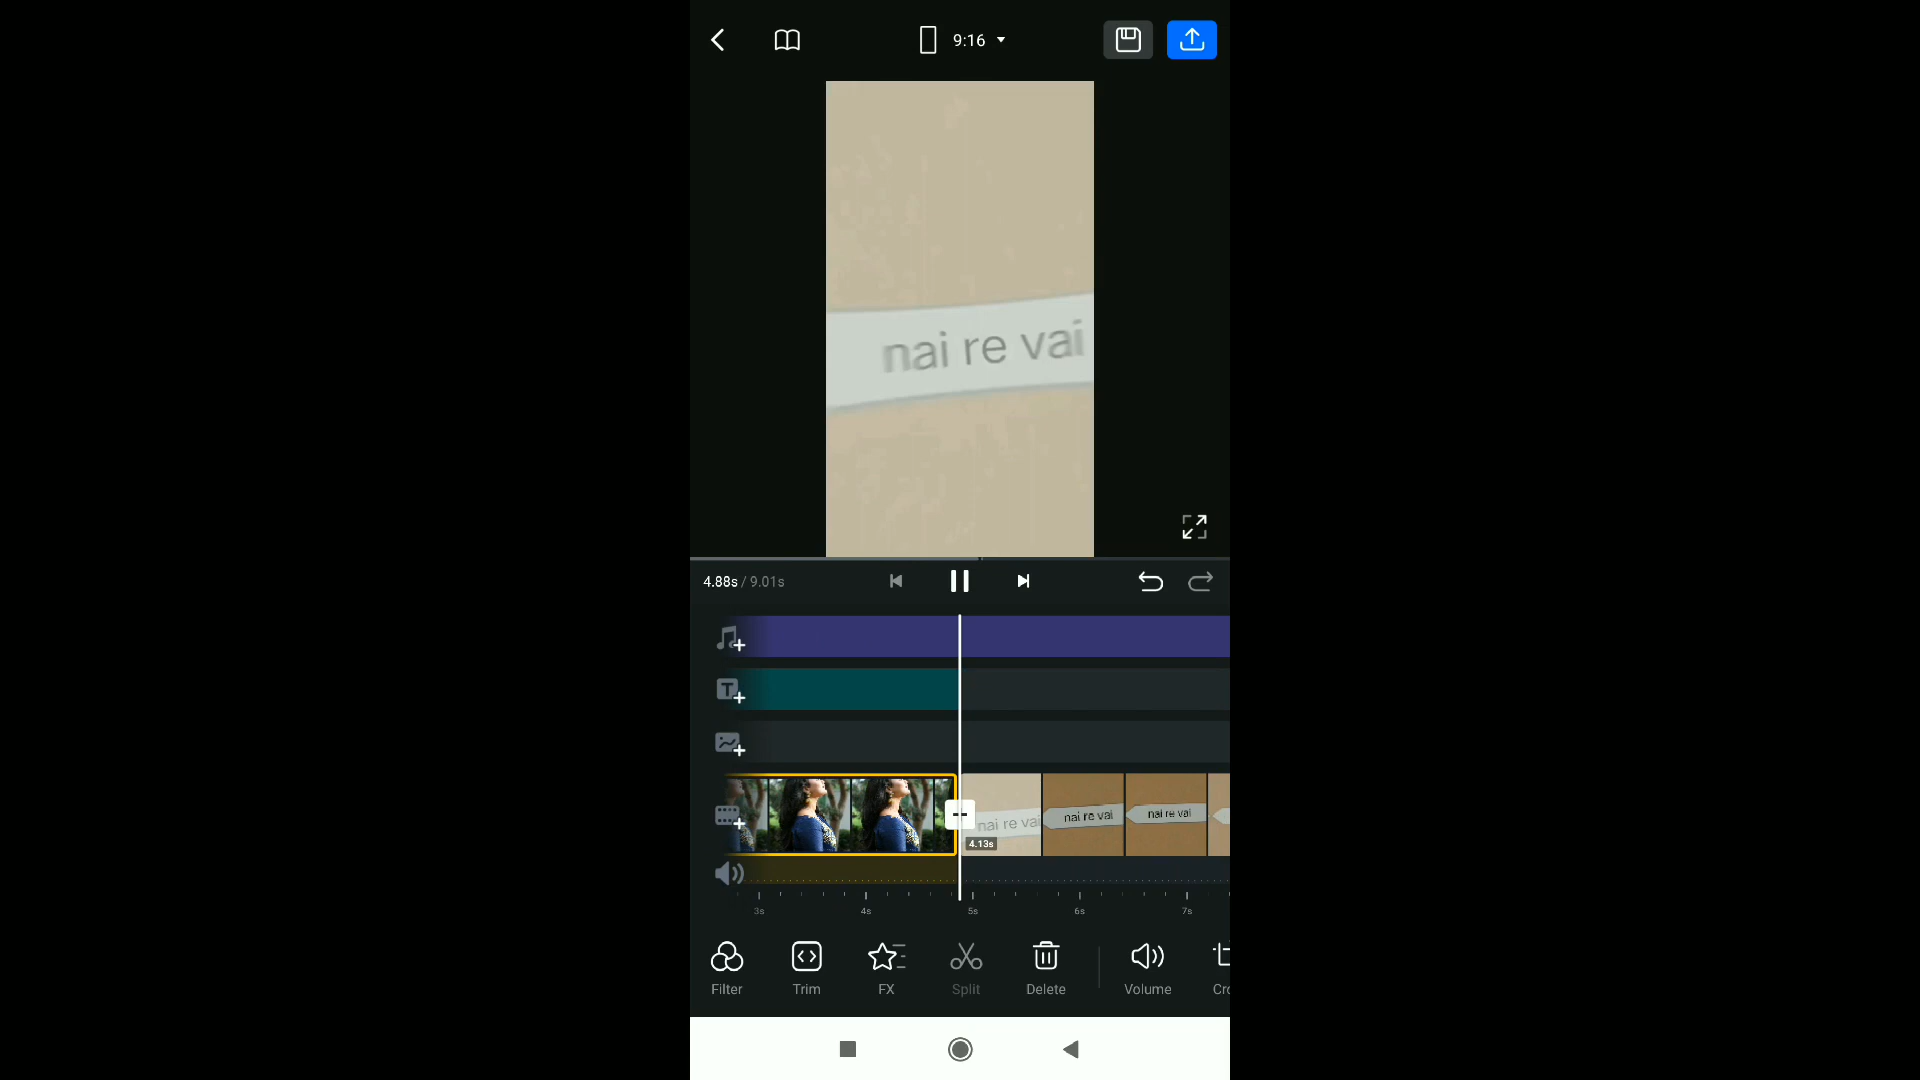 9:16
nai re vai
4.88s / 9.01s
nai re vai nai re vai nai re vai
4.13s
3s 4s 5s 6s 7s
Filter Trim FX Split Delete Volume Cro